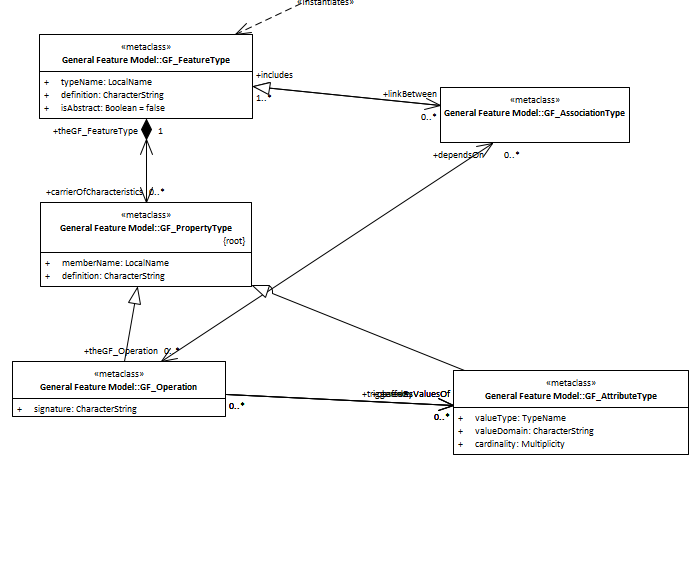 «instantiates»
«metaclass»
General Feature Model::GF_FeatureType
+ typeName: LocalName
+ definition: CharacterString
+ isAbstract: Boolean = false
+includes
1..*
+linkBetween
0..*
«metaclass»
General Feature Model::GF_AssociationType
+theGF_FeatureType 1
+dependsOn 0..*
+carrierOfCharacteristics 0..*
«metaclass»
General Feature Model::GF_PropertyType
{root}
+ memberName: LocalName
+ definition: CharacterString
+theGF_Operation 0..*
«metaclass»
General Feature Model::GF_Operation
+ signature: CharacterString
0..*
0..*
«metaclass»
General Feature Model::GF_AttributeType
+ valueType: TypeName
+ valueDomain: CharacterString
+ cardinality: Multiplicity